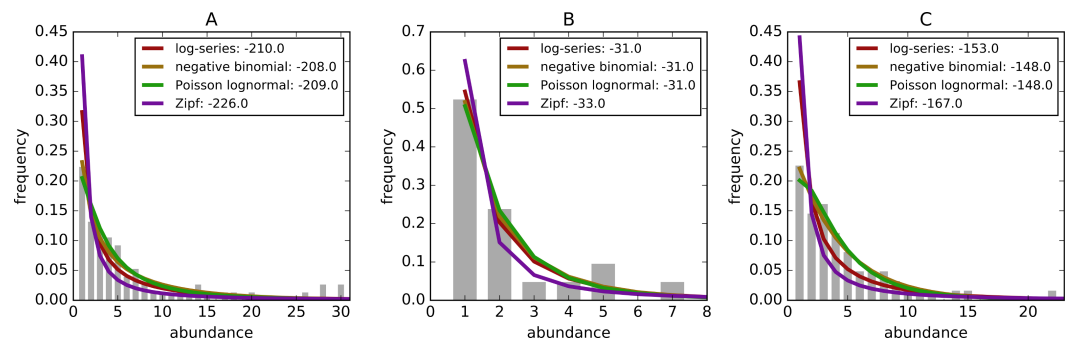 A
0.45
0.40
0.35
0.30
0.25
0.20
0.15
0.10
0.05
0.00
frequency
log-series: -210.0
negative binomial: -208.0
Poisson lognormal: -209.0
Zipf: -226.0
0 5 10 15 20 25 30
abundance
B
0.7
0.6
0.5
0.4
0.3
0.2
0.1
0.0
frequency
log-series: -31.0
negative binomial: -31.0
Poisson lognormal: -31.0
Zipf: -33.0
0 1 2 3 4 5 6 7 8
abundance
C
0.45
0.40
0.35
0.30
0.25
0.20
0.15
0.10
0.05
0.00
frequency
log-series: -153.0
negative binomial: -148.0
Poisson lognormal: -148.0
Zipf: -167.0
0 5 10 15 20
abundance